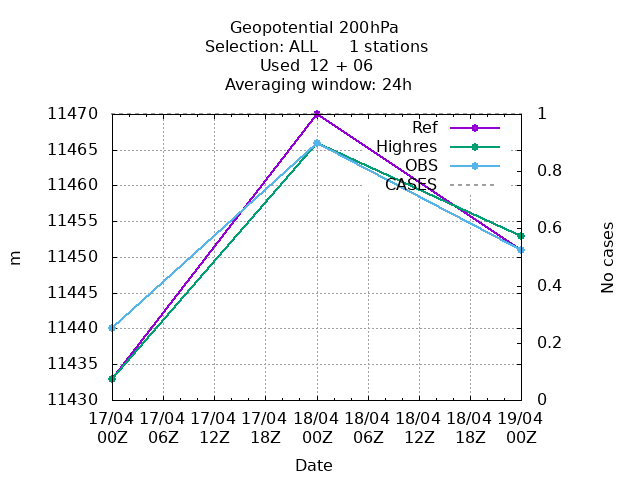 Geopotential 200hPa
Selection: ALL 1 stations
Used 12 + 06
Averaging window: 24h
11470
11465
11460
11455
11450
11445
11440
11435
11430
m
1
0.8
0.6
0.4
0.2
0
No cases
Ref
Highres
OBS
CASES
17/04 17/04 17/04 17/04 18/04 18/04 18/04 18/04 19/04
00Z 06Z 12Z 18Z 00Z 06Z 12Z 18Z 00Z
Date